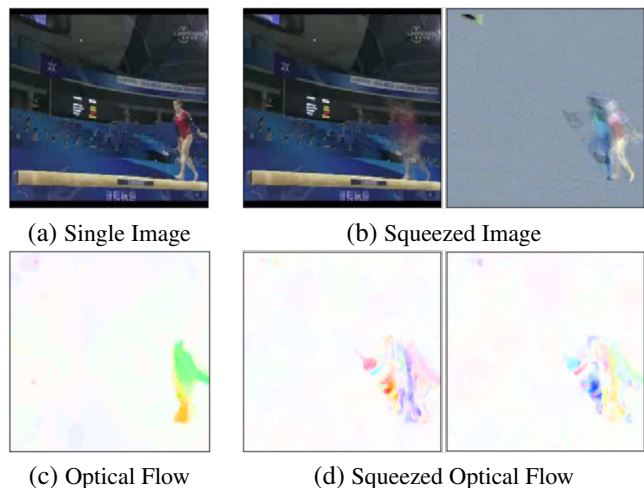 (a) Single Image
(b) Squeezed Image
(c) Optical Flow
(d) Squeezed Optical Flow